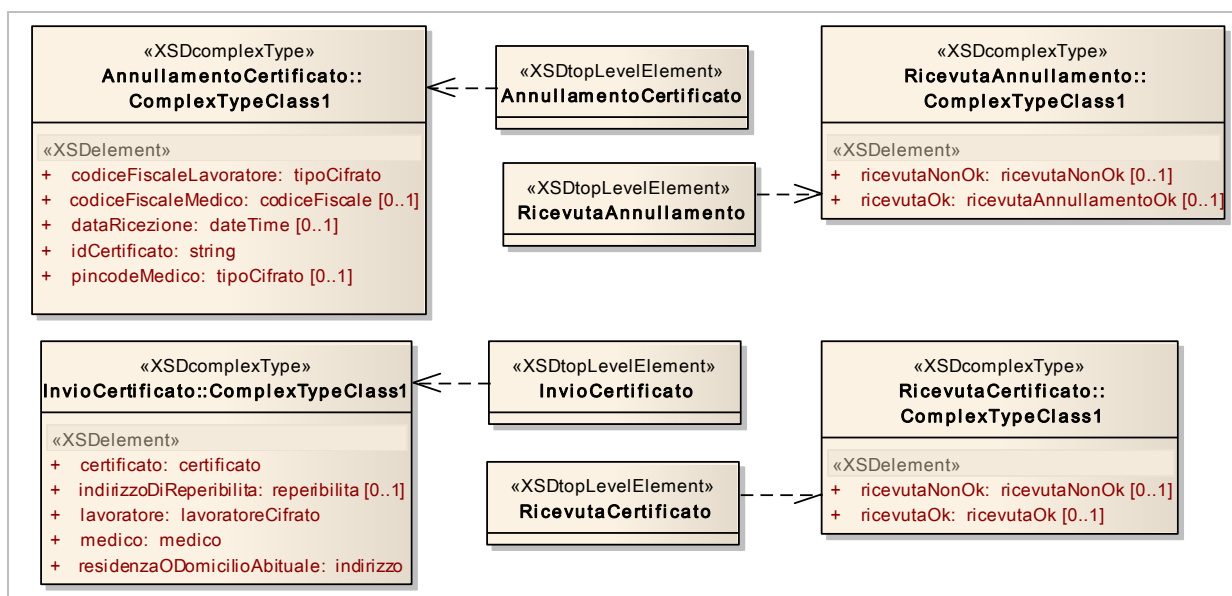 «XSDcomplexType»
AnnullamentoCertificato::
ComplexTypeClass1
«XSDelement»
+ codiceFiscaleLavoratore: tipoCifrato
+ codiceFiscaleMedico: codiceFiscale [0..1]
+ dataRicezione: dateTime [0..1]
+ idCertificato: string
+ pincodeMedico: tipoCifrato [0..1]
«XSDtopLevelElement»
AnnullamentoCertificato
«XSDtopLevelElement»
RicevutaAnnullamento
«XSDcomplexType»
RicevutaAnnullamento::
ComplexTypeClass1
«XSDelement»
+ ricevutaNonOk: ricevutaNonOk [0..1]
+ ricevutaOk: ricevutaAnnullamentoOk [0..1]
«XSDcomplexType»
InvioCertificato::ComplexTypeClass1
«XSDelement»
+ certificato: certificato
+ indirizzoDiReperibilita: reperibilita [0..1]
+ lavoratore: lavoratoreCifrato
+ medico: medico
+ residenzaODomicilioAbituale: indirizzo
«XSDtopLevelElement»
InvioCertificato
«XSDtopLevelElement»
RicevutaCertificato
«XSDcomplexType»
RicevutaCertificato::
ComplexTypeClass1
«XSDelement»
+ ricevutaNonOk: ricevutaNonOk [0..1]
+ ricevutaOk: ricevutaOk [0..1]